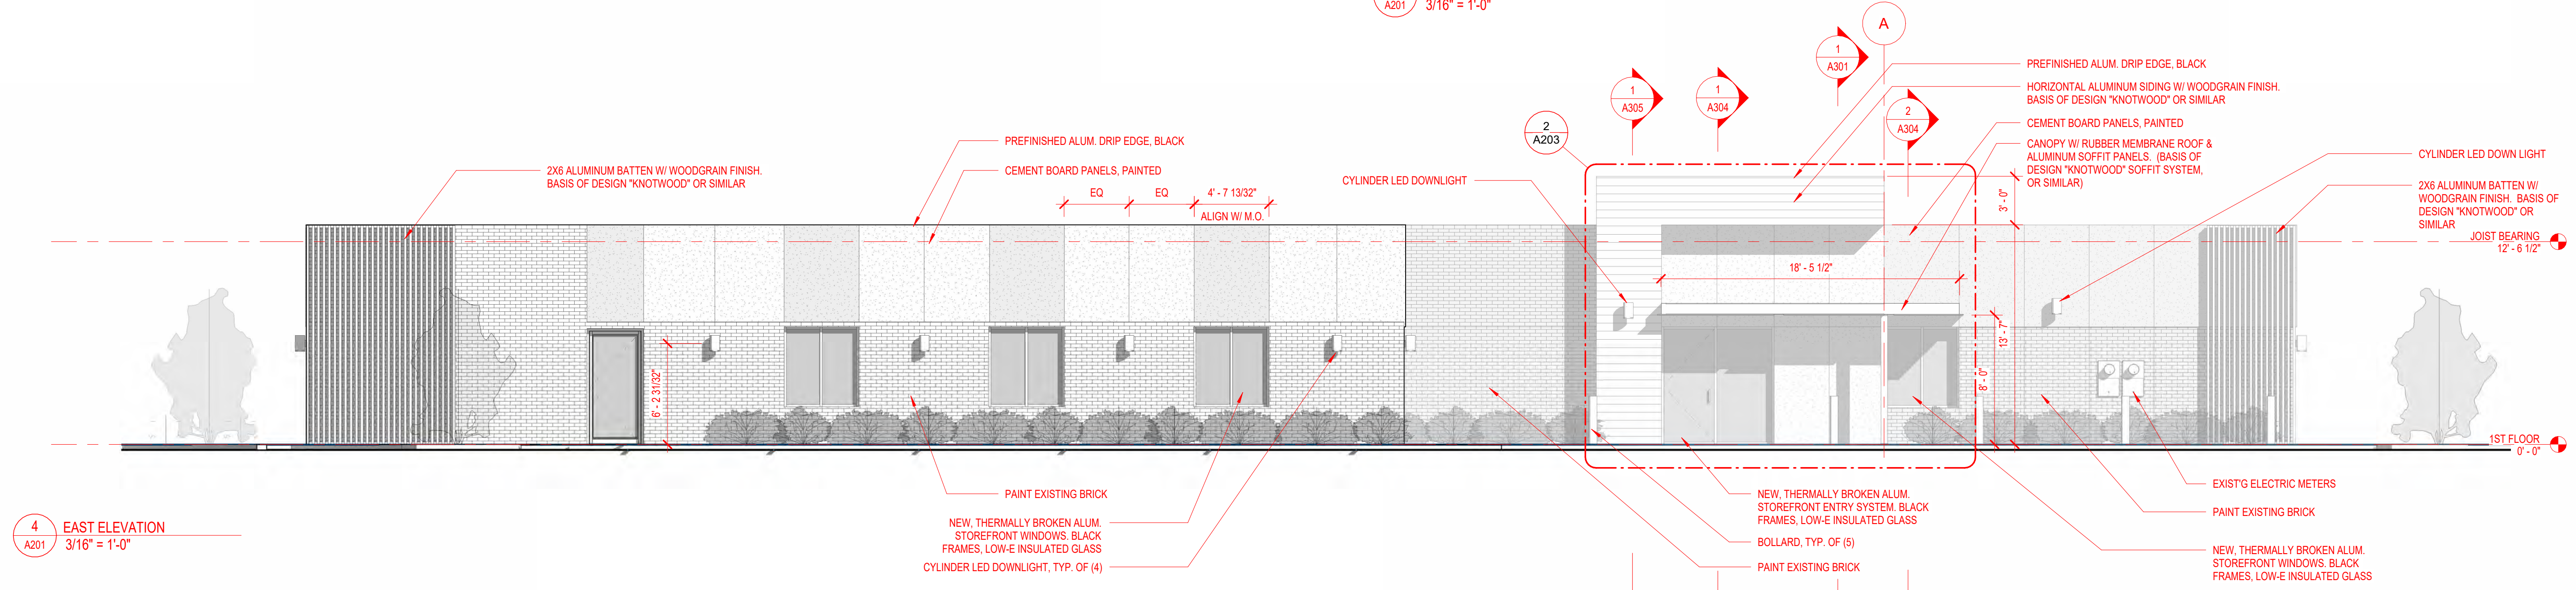 A201
3/16" = 1'-0"
A
1
A301
1
A305
1
A304
2
A304
2
A203
PREFINISHED ALUM. DRIP EDGE, BLACK
HORIZONTAL ALUMINUM SIDING W/ WOODGRAIN FINISH.
BASIS OF DESIGN "KNOTWOOD" OR SIMILAR
CEMENT BOARD PANELS, PAINTED
CANOPY W/ RUBBER MEMBRANE ROOF &
ALUMINUM SOFFIT PANELS. (BASIS OF
DESIGN "KNOTWOOD" SOFFIT SYSTEM,
OR SIMILAR)
CYLINDER LED DOWN LIGHT
2X6 ALUMINUM BATTEN W/
WOODGRAIN FINISH. BASIS OF
DESIGN "KNOTWOOD" OR
SIMILAR
JOIST BEARING
12' - 6 1/2"
PREFINISHED ALUM. DRIP EDGE, BLACK
CEMENT BOARD PANELS, PAINTED
2X6 ALUMINUM BATTEN W/ WOODGRAIN FINISH.
BASIS OF DESIGN "KNOTWOOD" OR SIMILAR
EQ
EQ
4' - 7 13/32"
ALIGN W/ M.O.
CYLINDER LED DOWNLIGHT
3' - 0"
18' - 5 1/2"
13' - 7"
8' - 0"
6' - 2 31/32"
1ST FLOOR
0' - 0"
PAINT EXISTING BRICK
NEW, THERMALLY BROKEN ALUM.
STOREFRONT WINDOWS. BLACK
FRAMES, LOW-E INSULATED GLASS
CYLINDER LED DOWNLIGHT, TYP. OF (4)
NEW, THERMALLY BROKEN ALUM.
STOREFRONT ENTRY SYSTEM. BLACK
FRAMES, LOW-E INSULATED GLASS
BOLLARD, TYP. OF (5)
PAINT EXISTING BRICK
EXIST'G ELECTRIC METERS
PAINT EXISTING BRICK
NEW, THERMALLY BROKEN ALUM.
STOREFRONT WINDOWS. BLACK
FRAMES, LOW-E INSULATED GLASS
4
A201
EAST ELEVATION
3/16" = 1'-0"